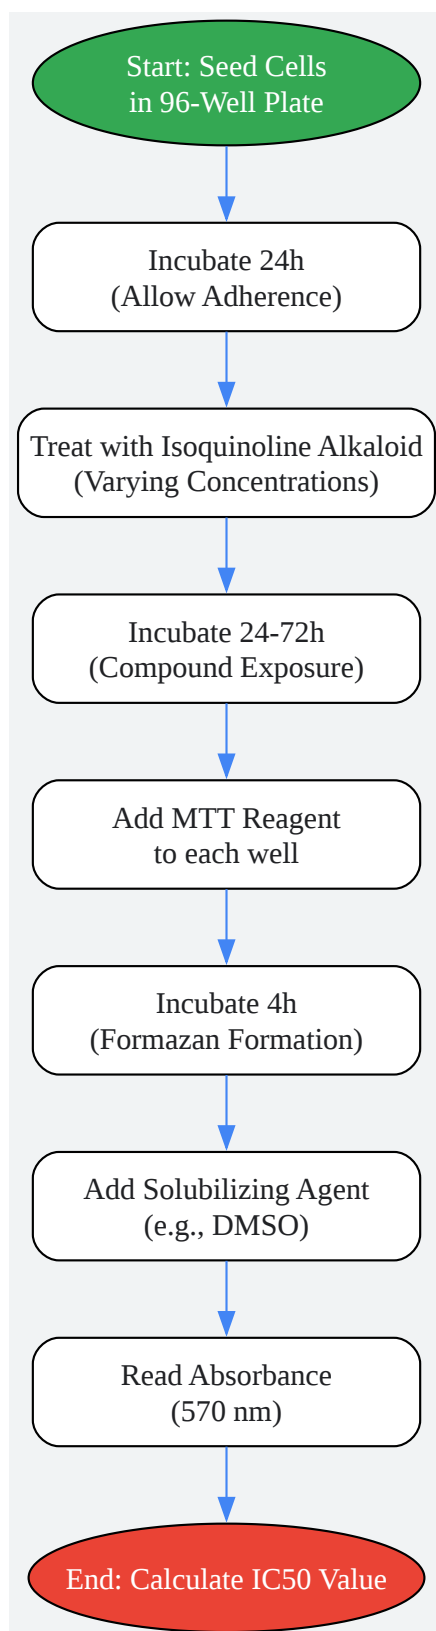 Start: Seed Cells
in 96-Well Plate
Incubate 24h
(Allow Adherence)
Treat with Isoquinoline Alkaloid
(Varying Concentrations)
Incubate 24-72h
(Compound Exposure)
Add MTT Reagent
to each well
Incubate 4h
(Formazan Formation)
Add Solubilizing Agent
(e.g., DMSO)
Read Absorbance
(570 nm)
End: Calculate IC50 Value